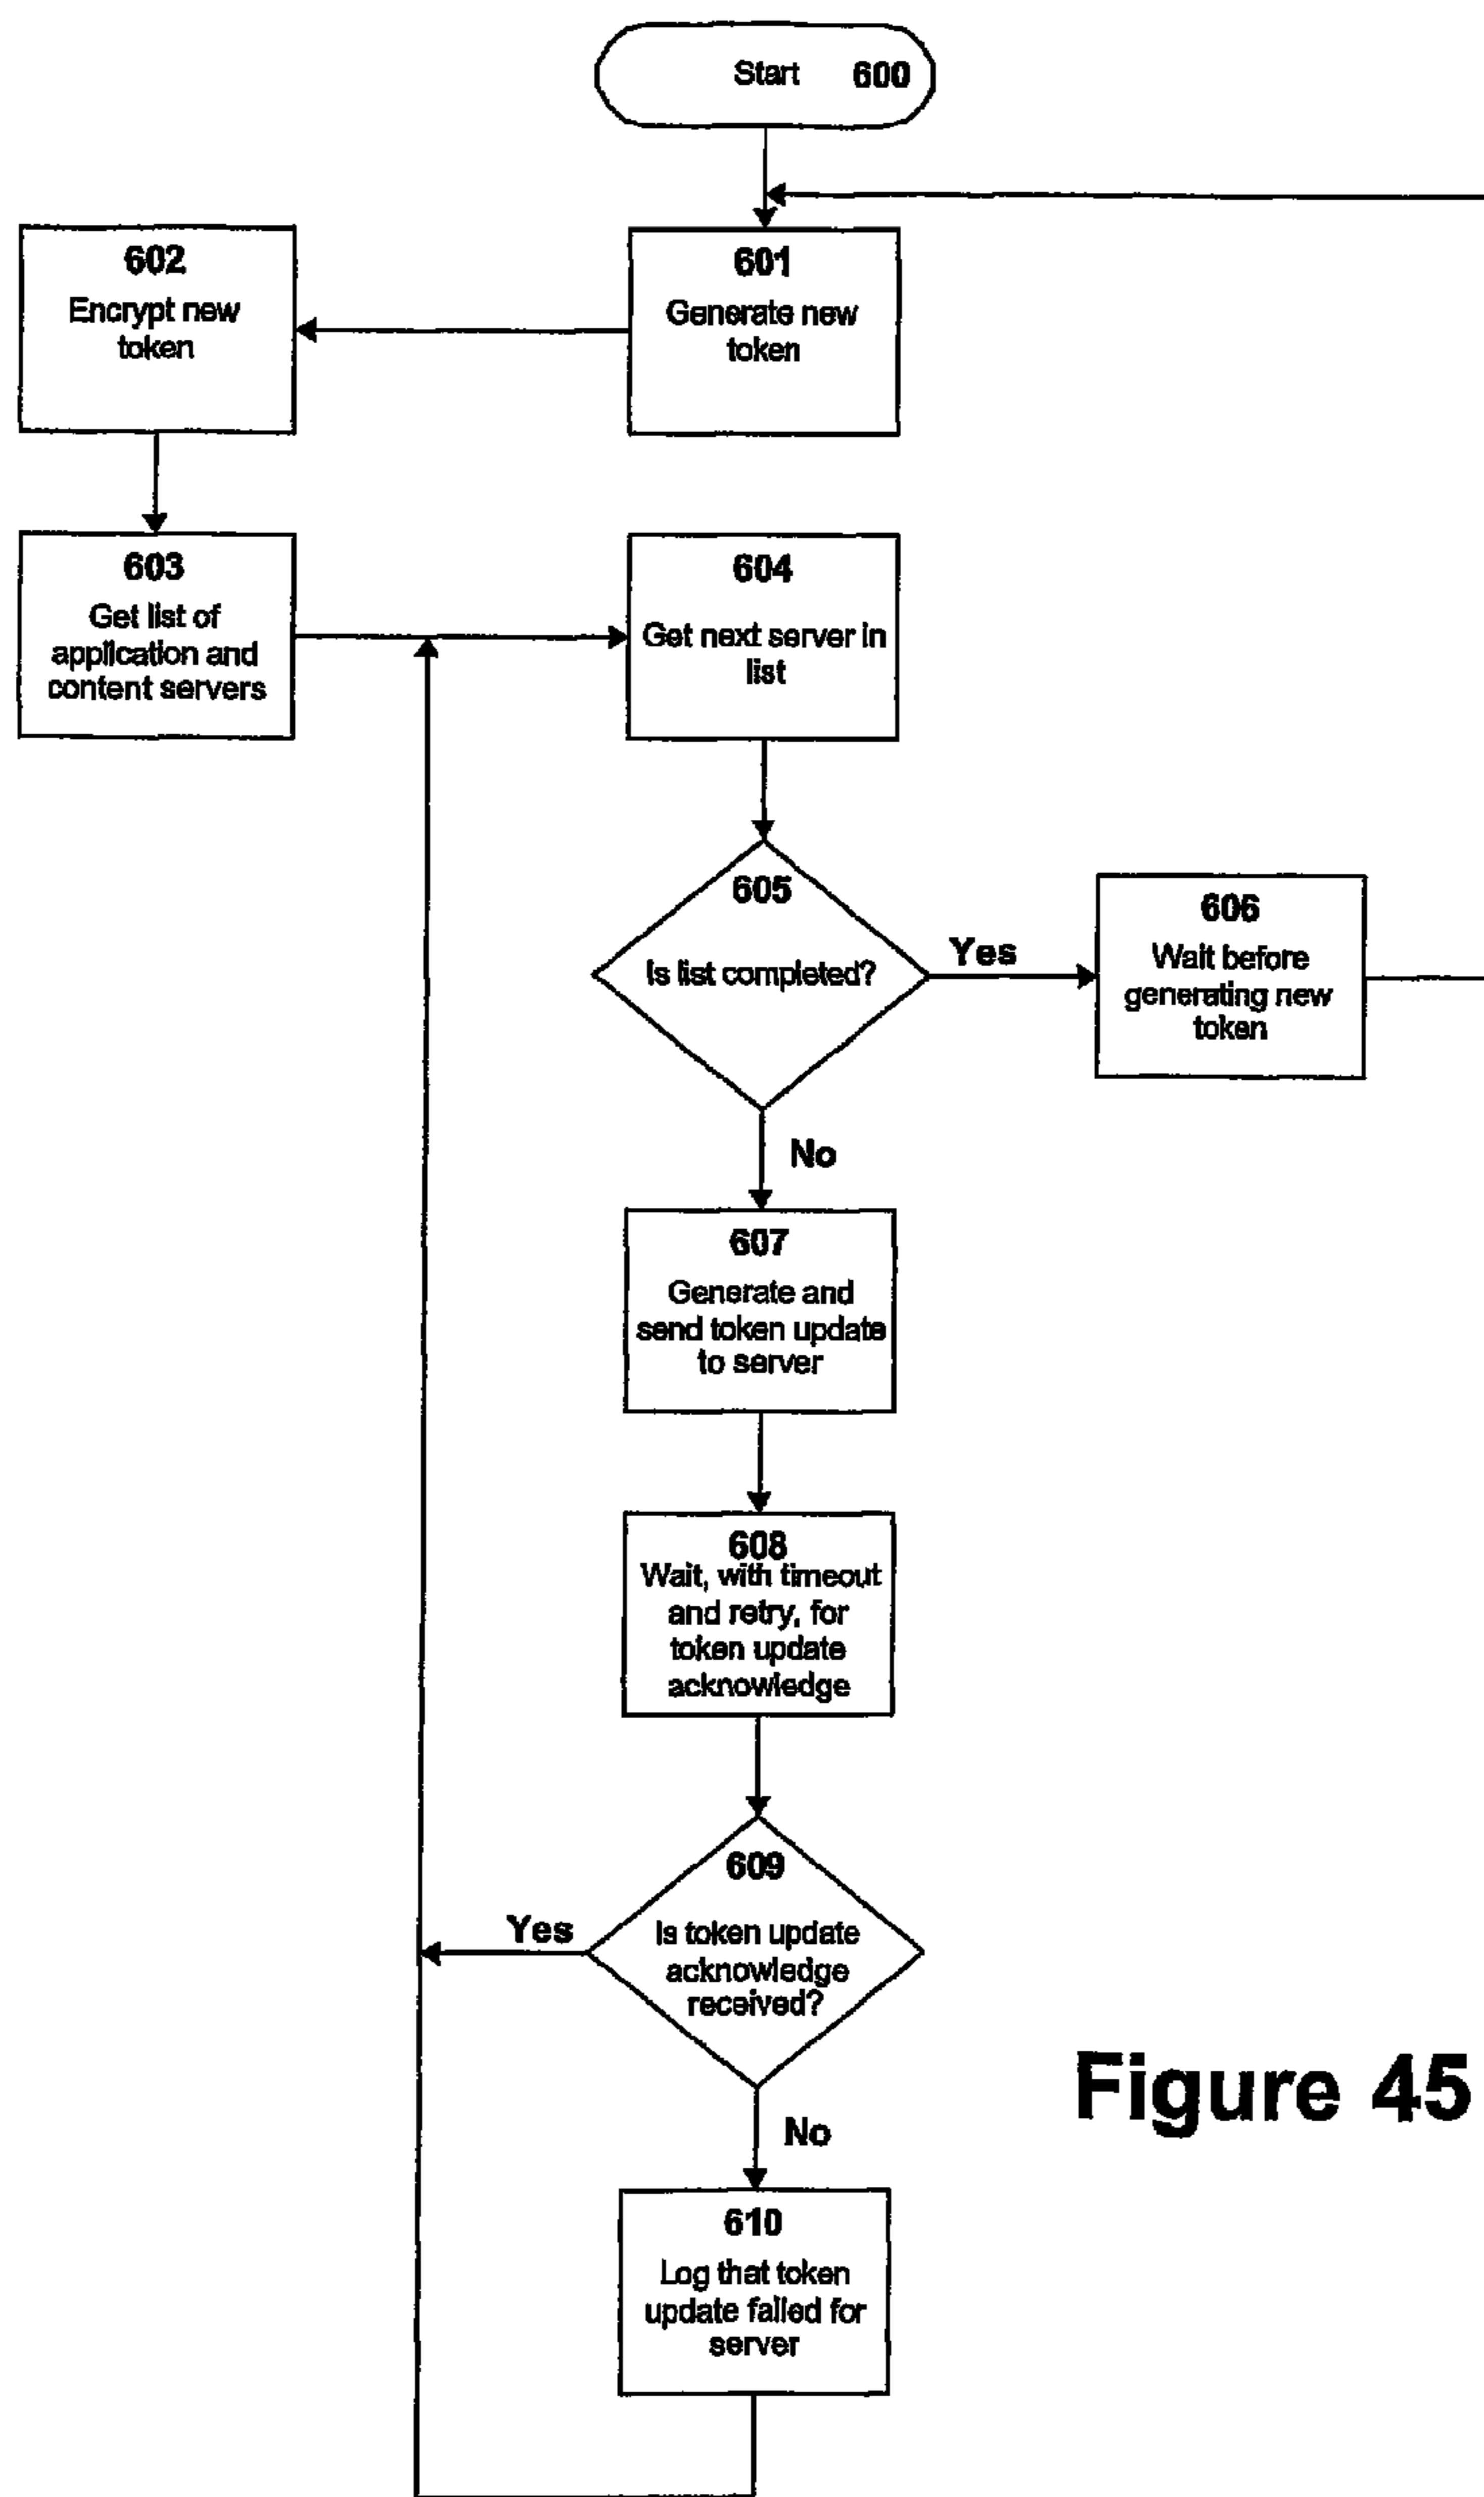 Start 600
602
Encrypt new
token
601
Generate new
token
603
Get list of
application and
content servers
604
Get next server in
list
605
Is list completed?
Yes
606
Wait before
generating new
token
No
607
Generate and
send token update
to server
608
Wait, with timeout
and retry, for
token update
acknowledge
609
Is token update
acknowledge
received?
Yes
No
610
Log that token
update failed for
server
Figure 45